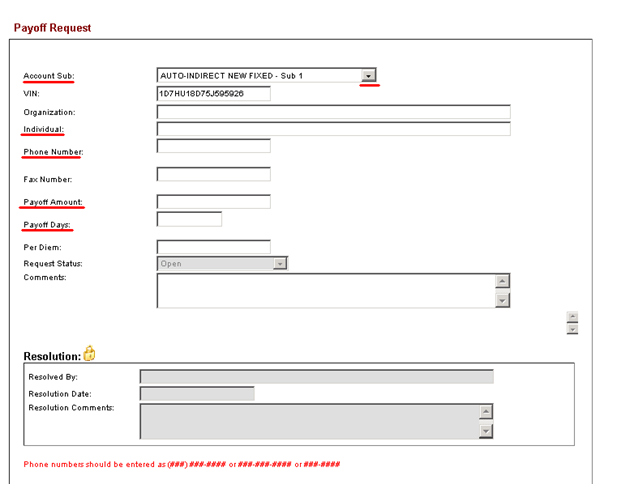 Payoff Request
Account Sub: AUTO-INDIRECT NEW FIXED - Sub 1
VIN: 1D7HU18D75J595926
Organization:
Individual:
Phone Number:
Fax Number:
Payoff Amount:
Payoff Days:
Per Diem:
Request Status: Open
Comments:
Resolution:
Resolved By:
Resolution Date:
Resolution Comments:
Phone numbers should be entered as (###) ###-#### or ###-###-#### or ###-####